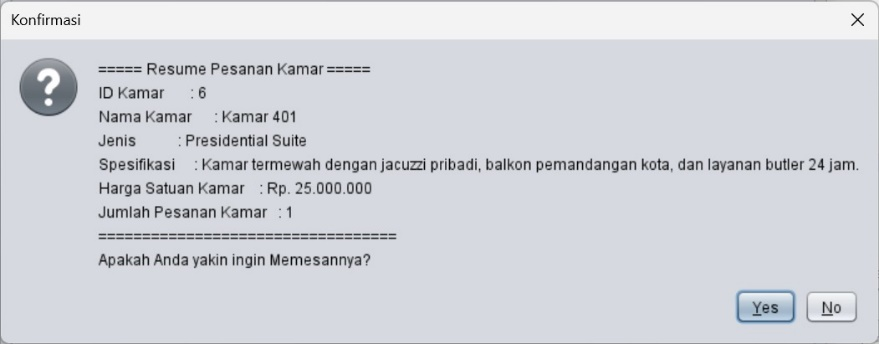 Konfirmasi
===== Resume Pesanan Kamar =====
ID Kamar : 6
Nama Kamar : Kamar 401
Jenis : Presidential Suite
Spesifikasi : Kamar termewah dengan jacuzzi pribadi, balkon pemandangan kota, dan layanan butler 24 jam.
Harga Satuan Kamar : Rp. 25.000.000
Jumlah Pesanan Kamar : 1
==================================
Apakah Anda yakin ingin Memesannya?
Yes No